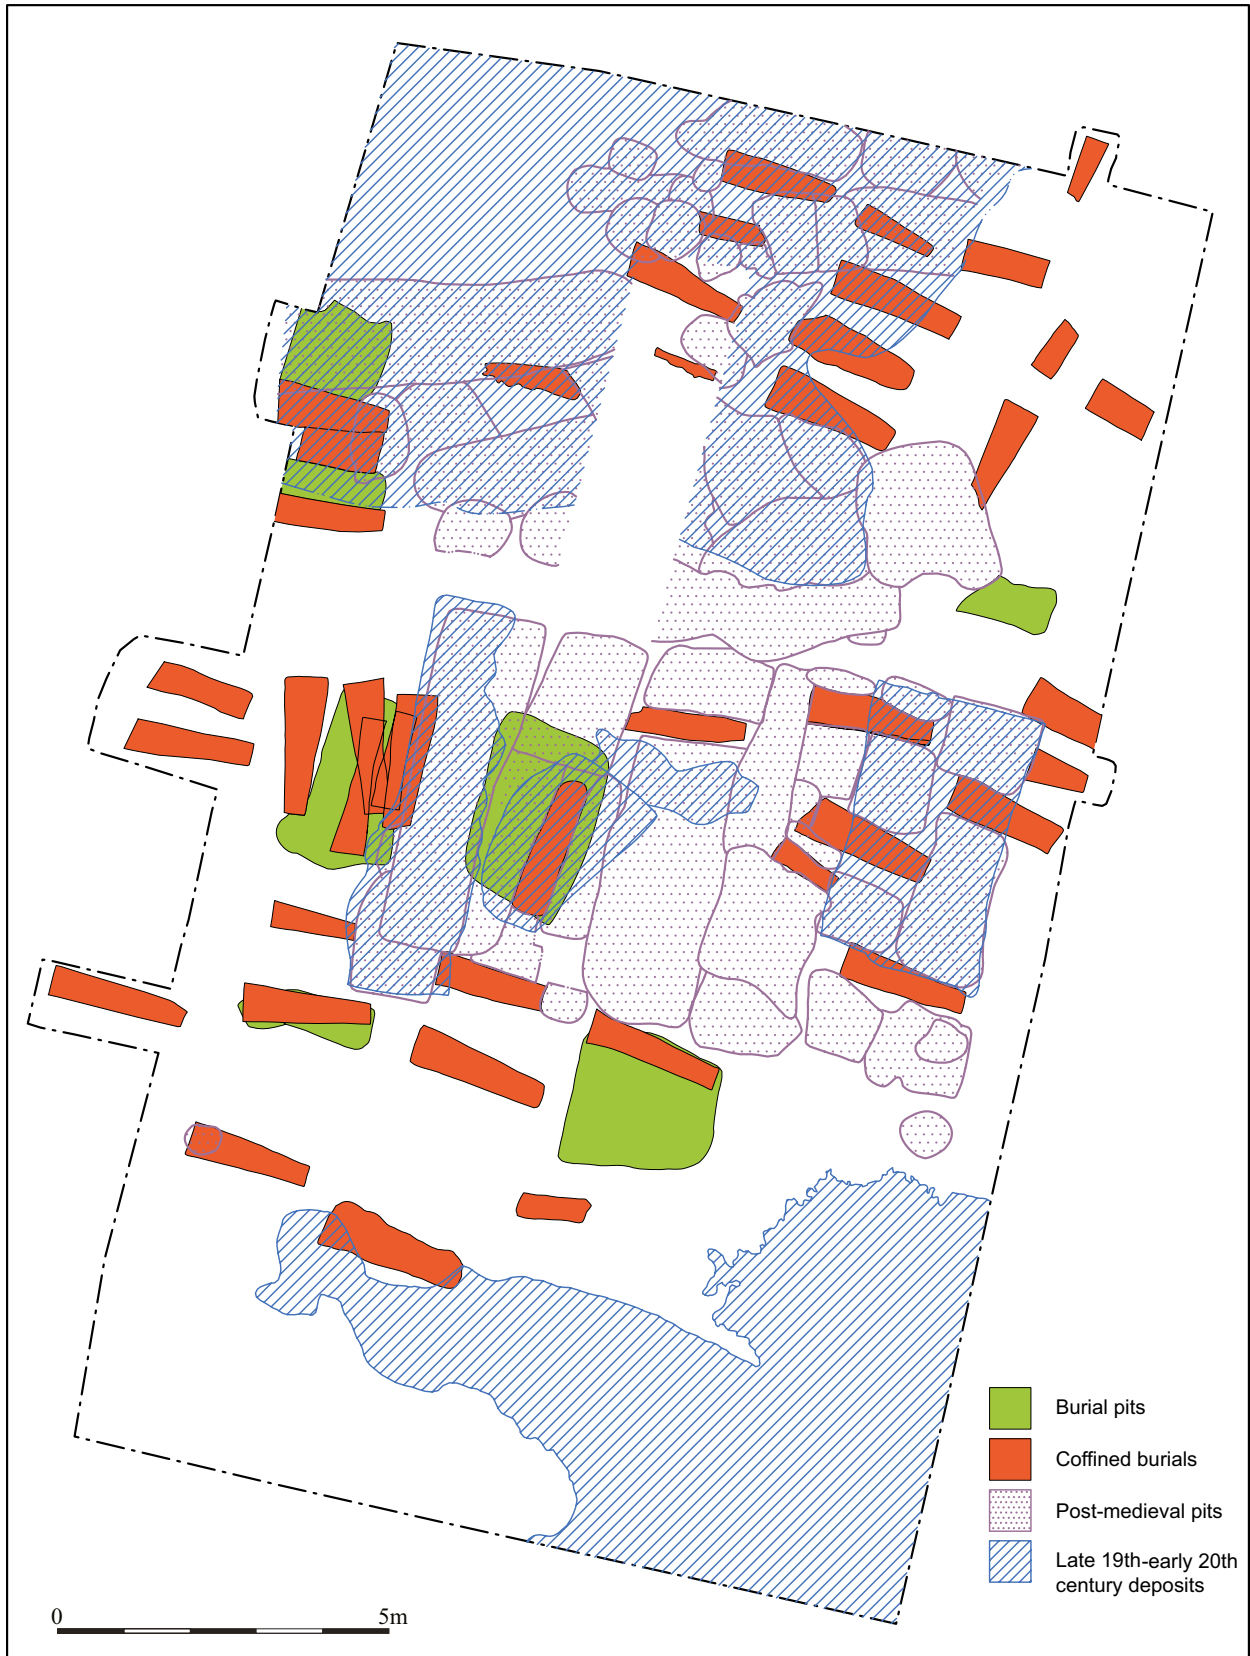 Burial pits
Coffined burials
Post-medieval pits
Late 19th-early 20th
century deposits
0 5m